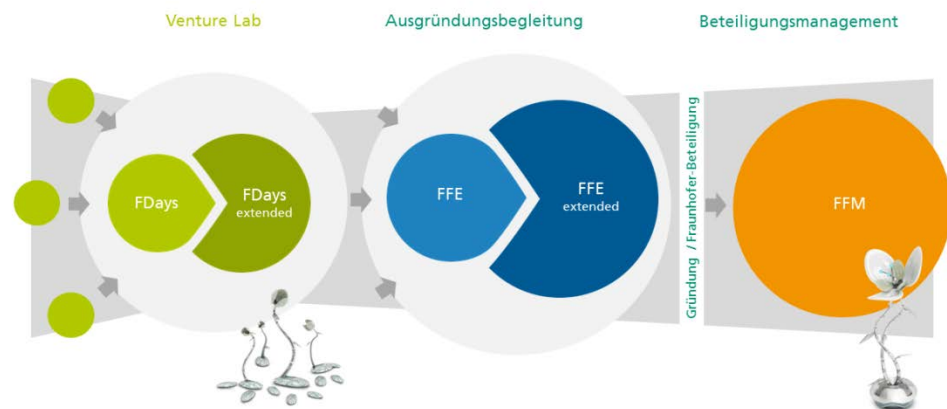 Venture Lab
Ausgründungsbegleitung
Beteiligungsmanagement
FDays
FDays
extended
FFE
FFE
extended
Gründung / Fraunhofer-Beteiligung
FFM